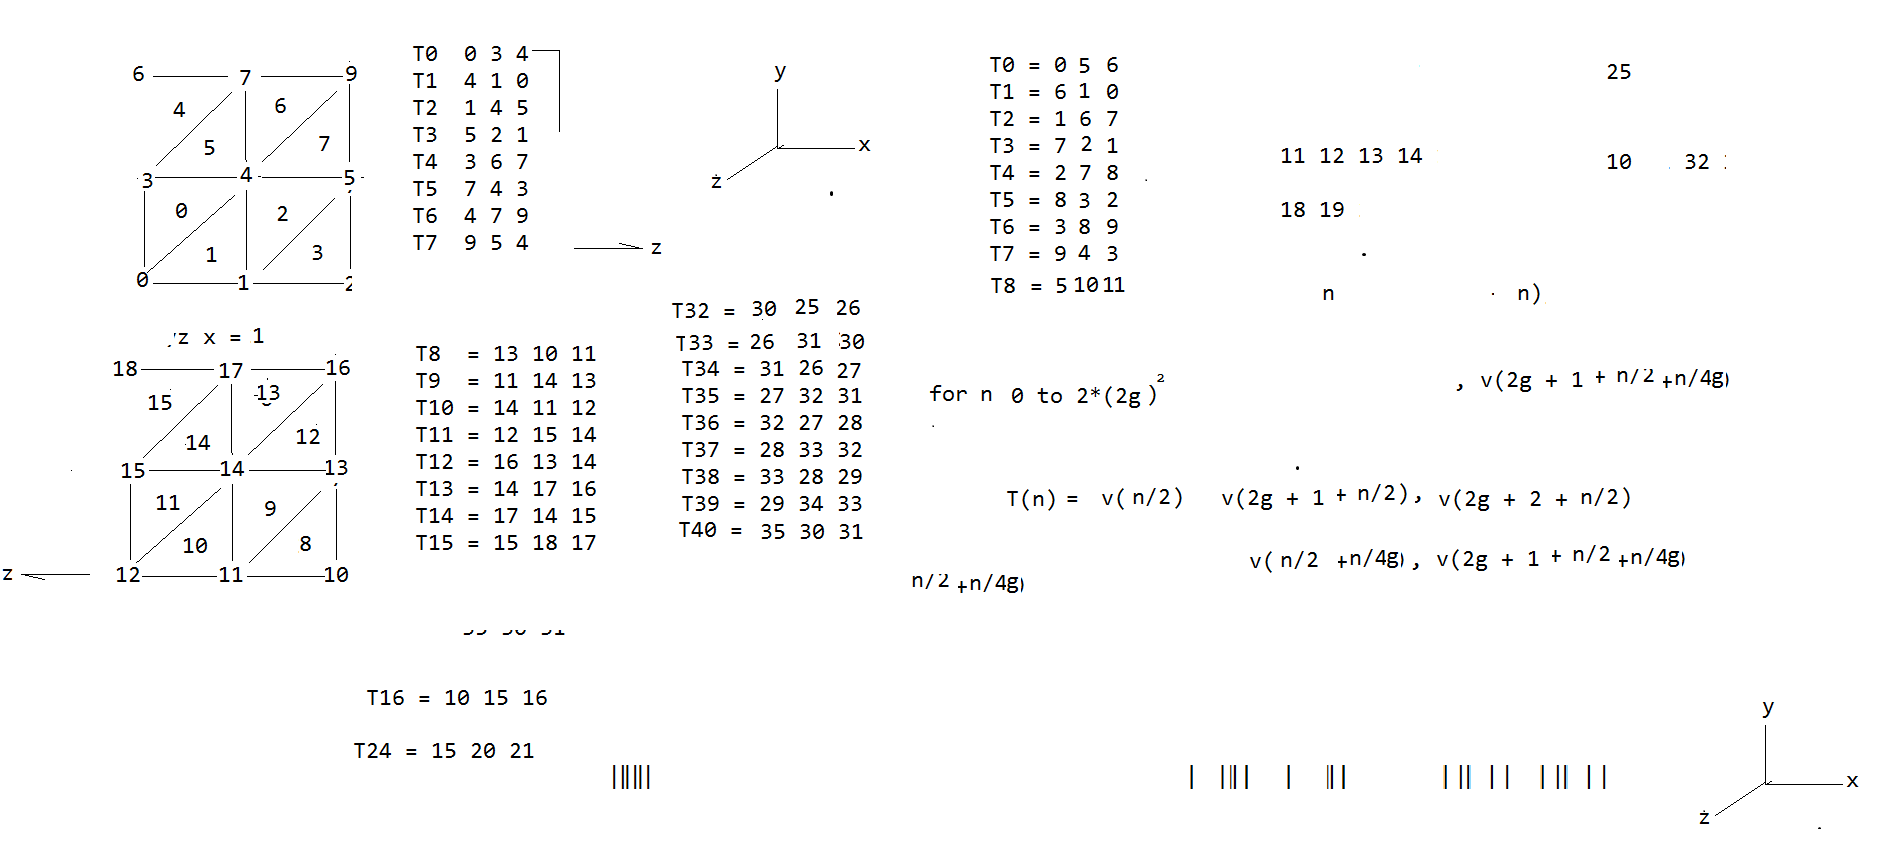 6 7 9
4 6
5 7
3 4 5
0 2
1 3
0 1 2
T0 0 3 4
T1 4 1 0
T2 1 4 5
T3 5 2 1
T4 3 6 7
T5 7 4 3
T6 4 7 9
T7 9 5 4
y
x
z
z
T0 = 0 5 6
T1 = 6 1 0
T2 = 1 6 7
T3 = 7 2 1
T4 = 2 7 8
T5 = 8 3 2
T6 = 3 8 9
T7 = 9 4 3
T8 = 5 10 11
25
11 12 13 14
10 32
18 19
n n)
z x = 1
18 17 16
15 13
14 12
15 14 13
11 9
10 8
z 12 11 10
T8 = 13 10 11
T9 = 11 14 13
T10 = 14 11 12
T11 = 12 15 14
T12 = 16 13 14
T13 = 14 17 16
T14 = 17 14 15
T15 = 15 18 17
T32 = 30 25 26
T33 = 26 31 30
T34 = 31 26 27
T35 = 27 32 31
T36 = 32 27 28
T37 = 28 33 32
T38 = 33 28 29
T39 = 29 34 33
T40 = 35 30 31
for n 0 to 2*(2g)²
, v(2g + 1 + n/2 +n/4g)
T(n) = v(n/2) v(2g + 1 + n/2), v(2g + 2 + n/2)
v(n/2 +n/4g), v(2g + 1 + n/2 +n/4g)
n/2 +n/4g)
T16 = 10 15 16
T24 = 15 20 21
y
x
z